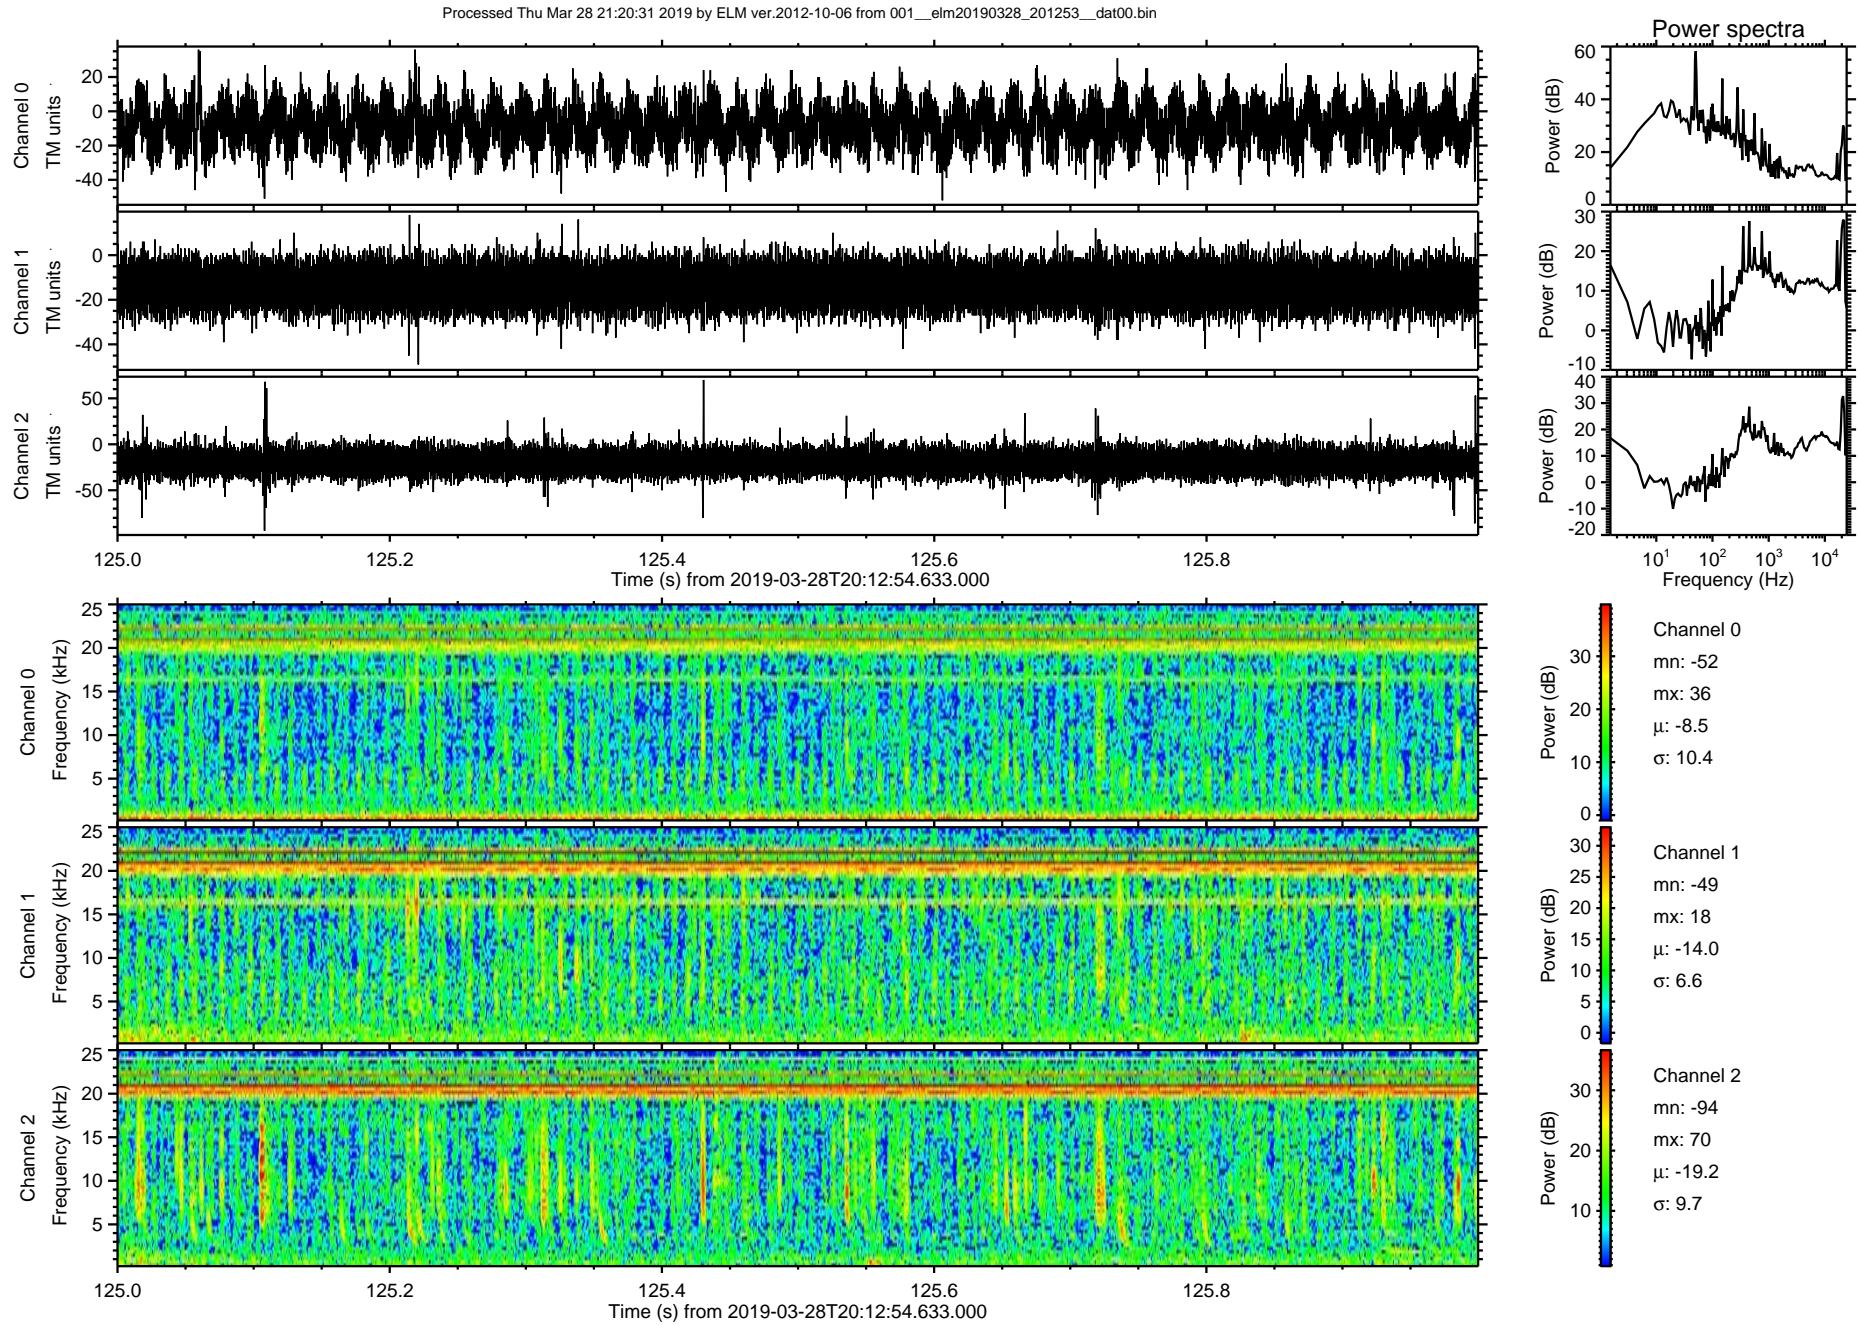 Processed Thu Mar 28 21:20:31 2019 by ELM ver.2012-10-06 from 001__elm20190328_201253__dat00.bin
Power spectra
Channel 0
TM units
20
0
-20
-40
Power (dB)
60
40
20
0
Channel 1
TM units
0
-20
-40
Power (dB)
30
20
10
0
-10
Channel 2
TM units
50
0
-50
Power (dB)
40
30
20
10
0
-10
-20
125.0 125.2 125.4 125.6 125.8
Time (s) from 2019-03-28T20:12:54.633.000
10¹ 10² 10³ 10⁴
Frequency (Hz)
Channel 0
Frequency (kHz)
25
20
15
10
5
Power (dB)
30
20
10
0
Channel 0
mn: -52
mx: 36
μ: -8.5
σ: 10.4
Channel 1
Frequency (kHz)
25
20
15
10
5
Power (dB)
30
25
20
15
10
5
0
Channel 1
mn: -49
mx: 18
μ: -14.0
σ: 6.6
Channel 2
Frequency (kHz)
25
20
15
10
5
Power (dB)
30
20
10
Channel 2
mn: -94
mx: 70
μ: -19.2
σ: 9.7
125.0 125.2 125.4 125.6 125.8
Time (s) from 2019-03-28T20:12:54.633.000